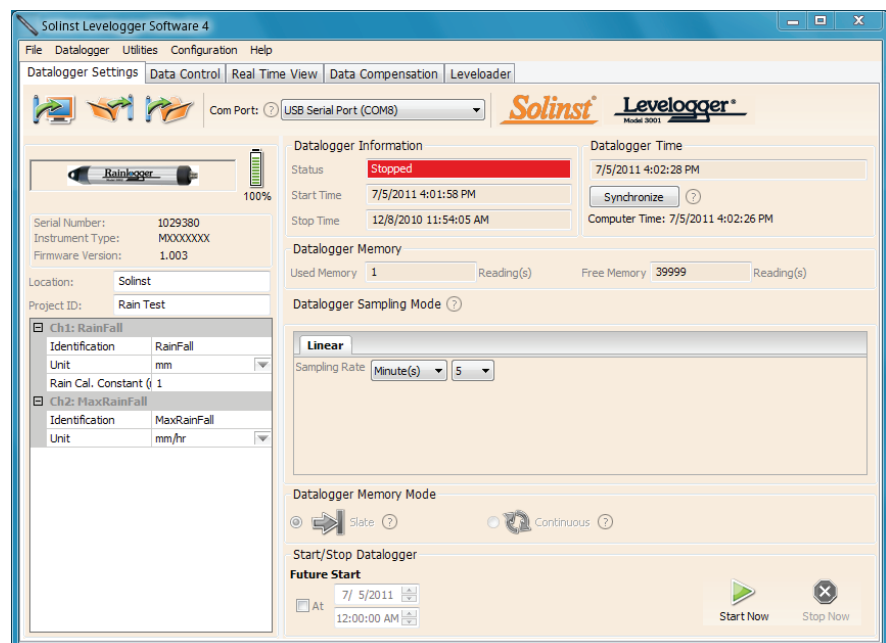 Solinst Levelogger Software 4
File Datalogger Utilities Configuration Help
Datalogger Settings Data Control Real Time View Data Compensation Leveloader
Com Port: ? USB Serial Port (COM8) Solinst Levelogger
Model 3001
Rainlogger
100%
Serial Number: 1029380
Instrument Type: MXXXXXXX
Firmware Version: 1.003
Location: Solinst
Project ID: Rain Test
Ch1: RainFall
Identification RainFall
Unit mm
Rain Cal. Constant (r 1
Ch2: MaxRainFall
Identification MaxRainFall
Unit mm/hr
Datalogger Information
Status Stopped
Start Time 7/5/2011 4:01:58 PM
Stop Time 12/8/2010 11:54:05 AM
Datalogger Time
7/5/2011 4:02:28 PM
Synchronize ?
Computer Time: 7/5/2011 4:02:26 PM
Datalogger Memory
Used Memory 1 Reading(s) Free Memory 39999 Reading(s)
Datalogger Sampling Mode ?
Linear
Sampling Rate Minute(s) 5
Datalogger Memory Mode
Slate ? Continuous ?
Start/Stop Datalogger
Future Start
At 7/ 5/2011
12:00:00 AM
Start Now Stop Now